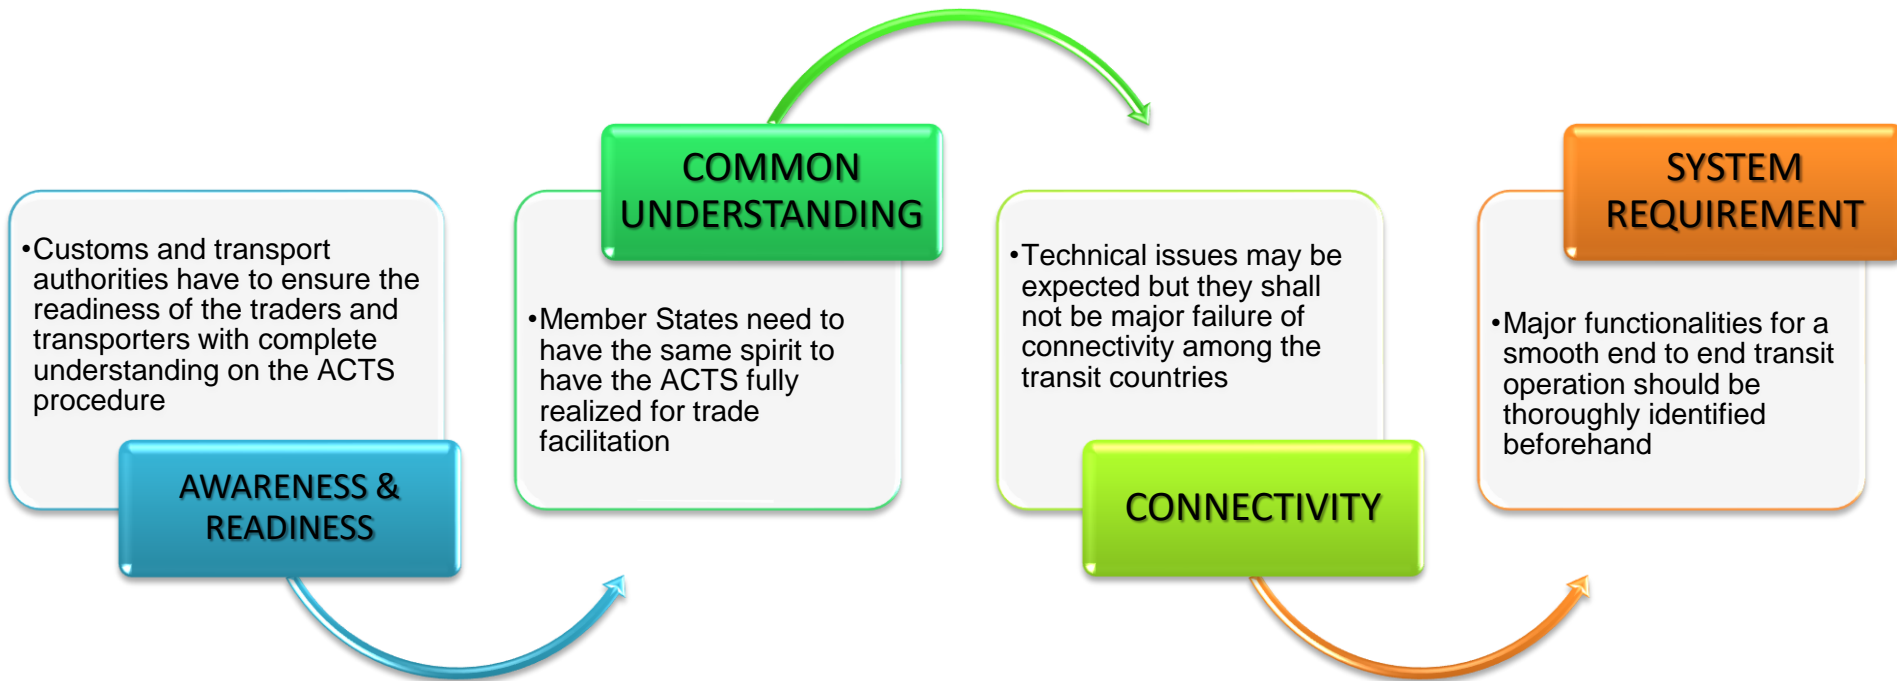 •Customs and transport
authorities have to ensure the
readiness of the traders and
transporters with complete
understanding on the ACTS
procedure
AWARENESS &
READINESS
COMMON
UNDERSTANDING
•Member States need to
have the same spirit to
have the ACTS fully
realized for trade
facilitation
•Technical issues may be
expected but they shall
not be major failure of
connectivity among the
transit countries
CONNECTIVITY
SYSTEM
REQUIREMENT
•Major functionalities for a
smooth end to end transit
operation should be
thoroughly identified
beforehand